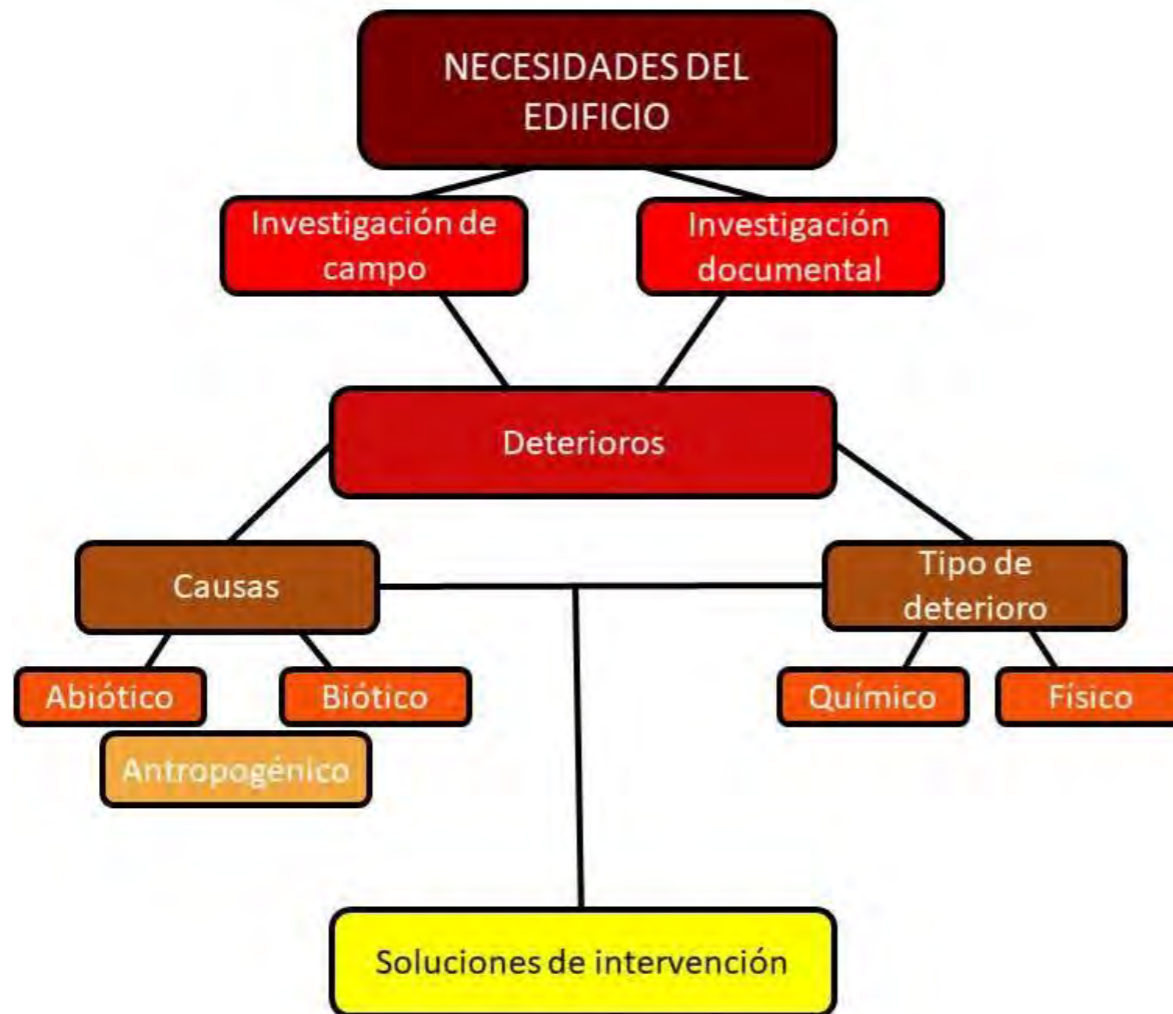 NECESIDADES DEL
EDIFICIO
Investigación de
campo
Investigación
documental
Deterioros
Causas
Tipo de
deterioro
Abiótico
Biótico
Químico
Físico
Antropogénico
Soluciones de intervención